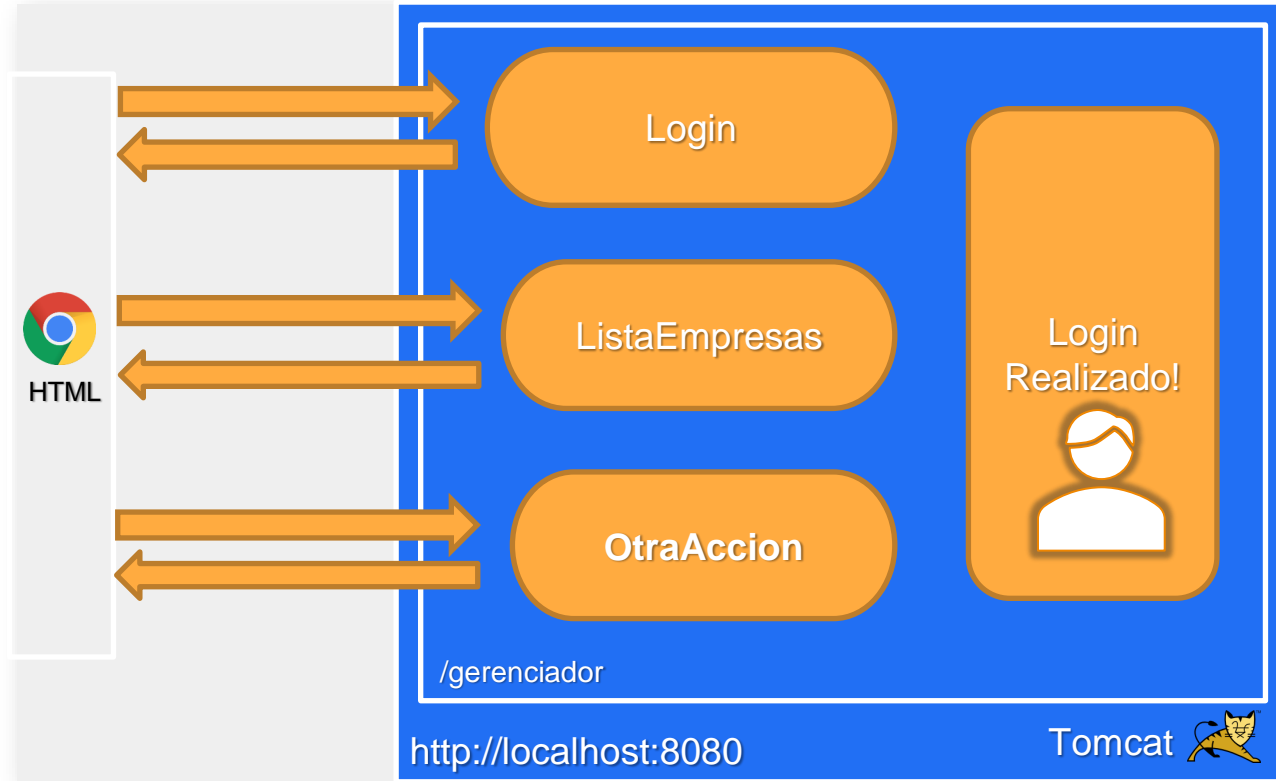 Login
ListaEmpresas
Login
Realizado!
HTML
OtraAccion
/gerenciador
http://localhost:8080
Tomcat